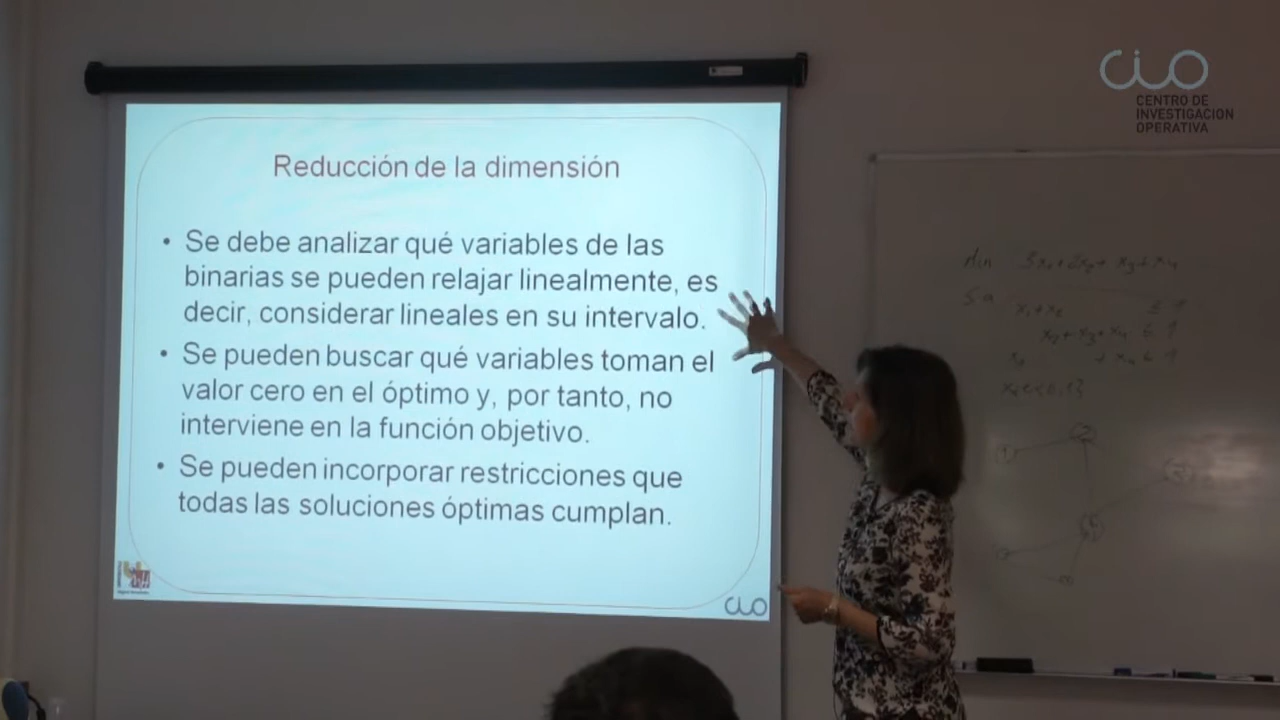 CIO
CENTRO DE
INVESTIGACION
OPERATIVA
Reducción de la dimensión
• Se debe analizar qué variables de las
binarias se pueden relajar linealmente, es
decir, considerar lineales en su intervalo.
• Se pueden buscar qué variables toman el
valor cero en el óptimo y, por tanto, no
interviene en la función objetivo.
• Se pueden incorporar restricciones que
todas las soluciones óptimas cumplan.
CIO